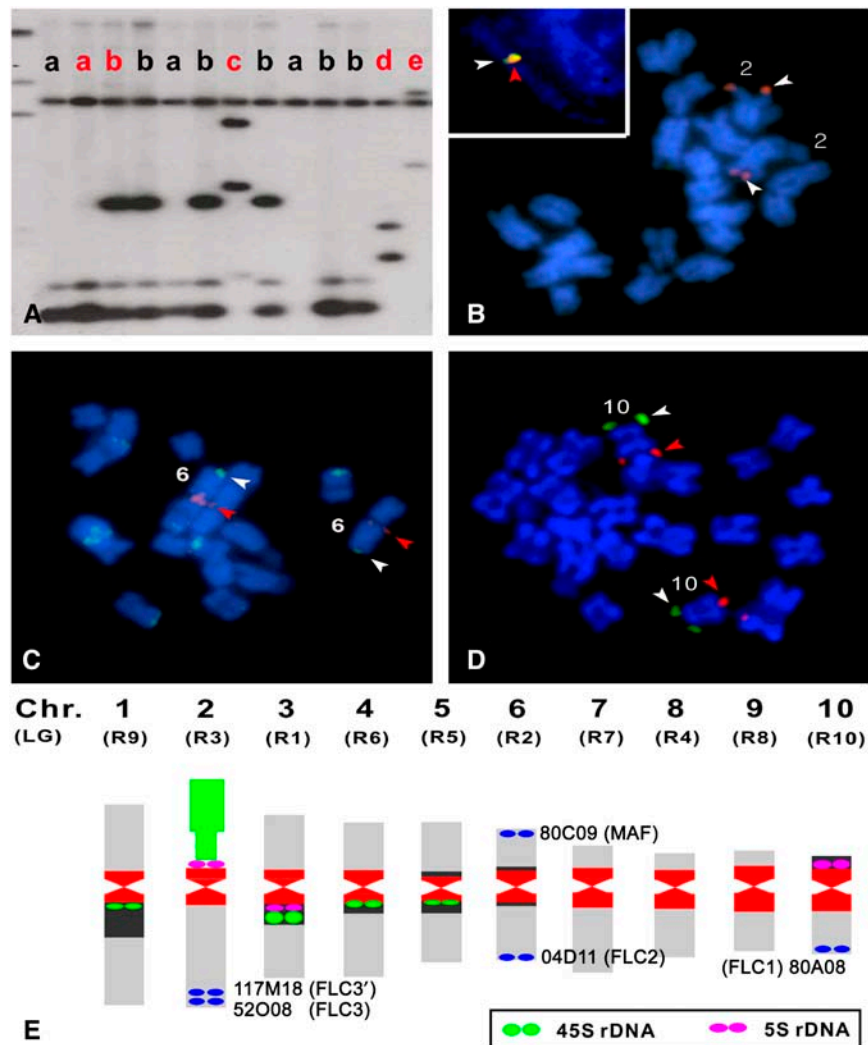 a a b b a b c b a b b d e
A
2
2
B
6
6
C
10
10
D
Chr. 1 2 3 4 5 6 7 8 9 10
(LG) (R9) (R3) (R1) (R6) (R5) (R2) (R7) (R4) (R8) (R10)
80C09 (MAF)
04D11 (FLC2)
(FLC1) 80A08
117M18 (FLC3′)
52O08 (FLC3)
E
45S rDNA 5S rDNA